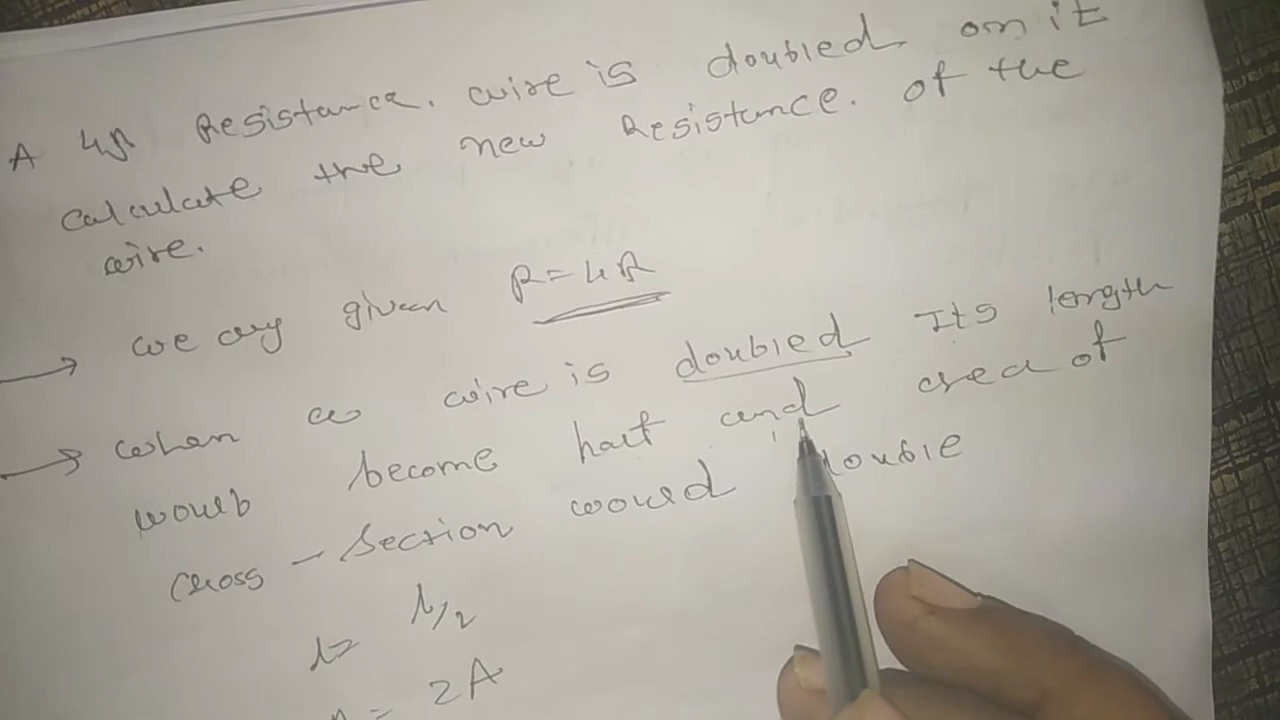 A 4Ω Resistance. wire is doubled on it
Calculate the new Resistance. of the
wire.
we given R=4Ω
When a wire is doubled Its length
would become half and area of
cross - Section would double
l= l/2
= 2A